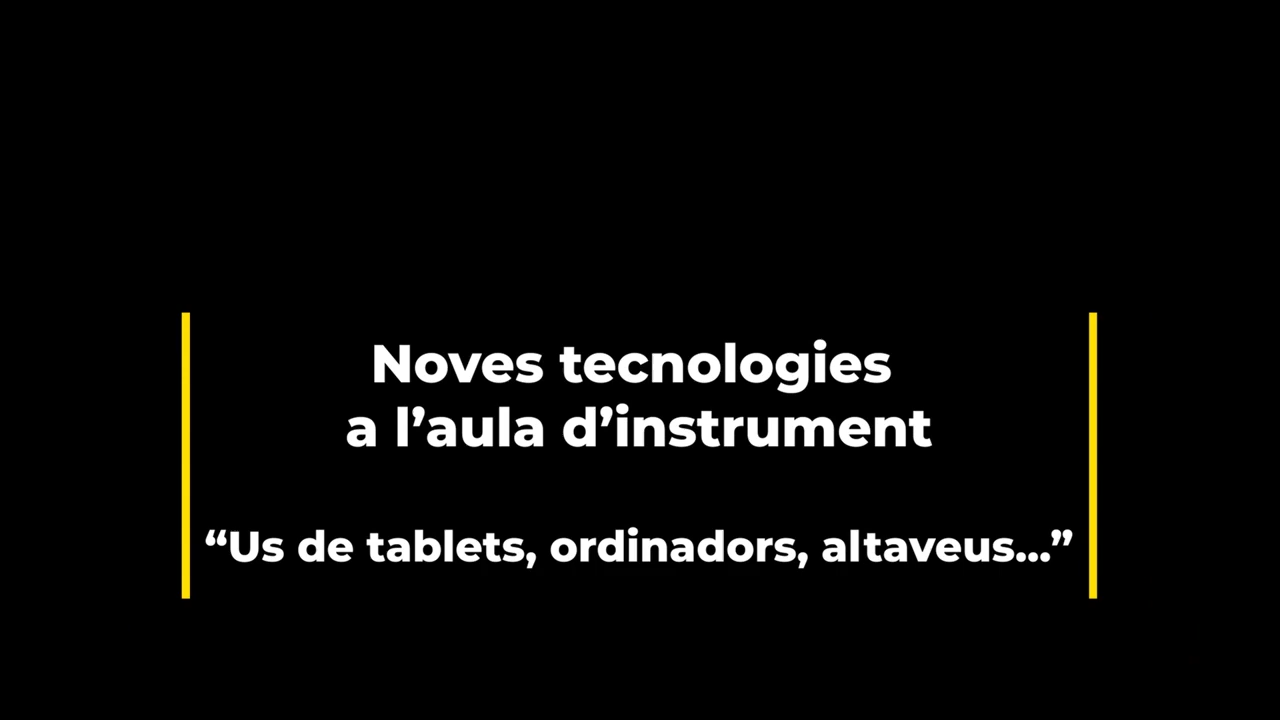 Noves tecnologies
a l’aula d’instrument
“Us de tablets, ordinadors, altaveus...”